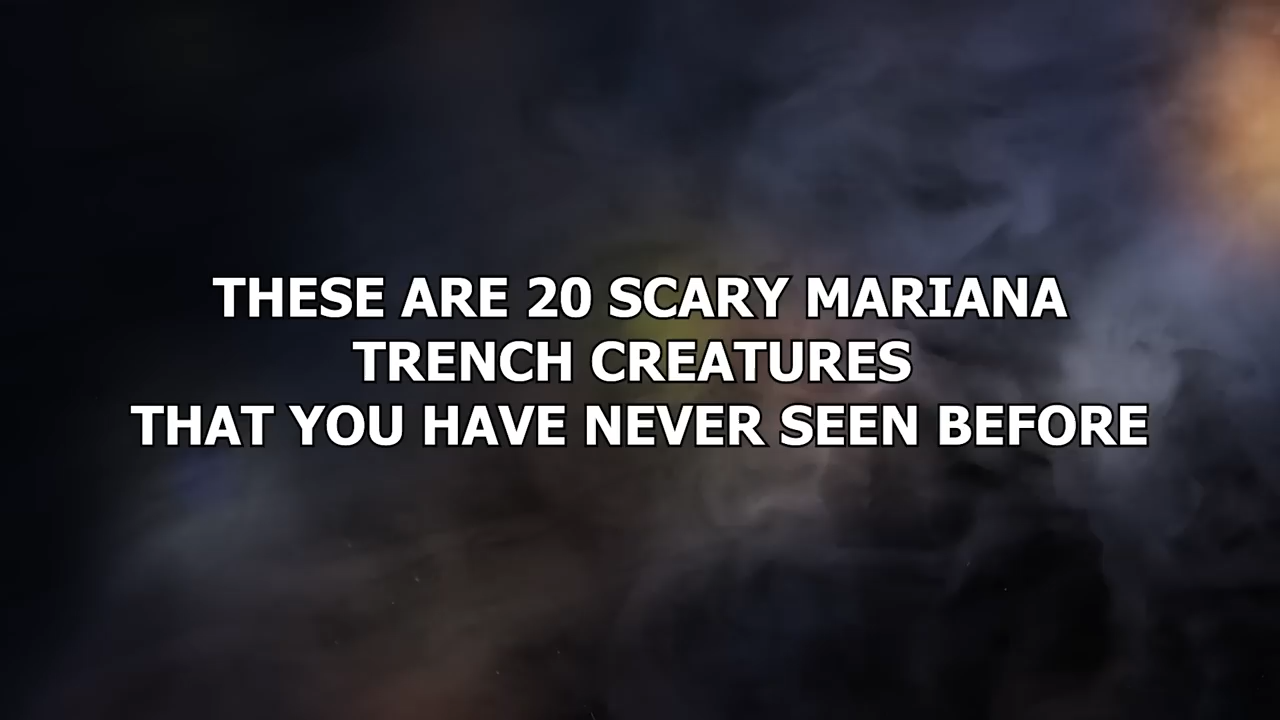 THESE ARE 20 SCARY MARIANA
TRENCH CREATURES
THAT YOU HAVE NEVER SEEN BEFORE